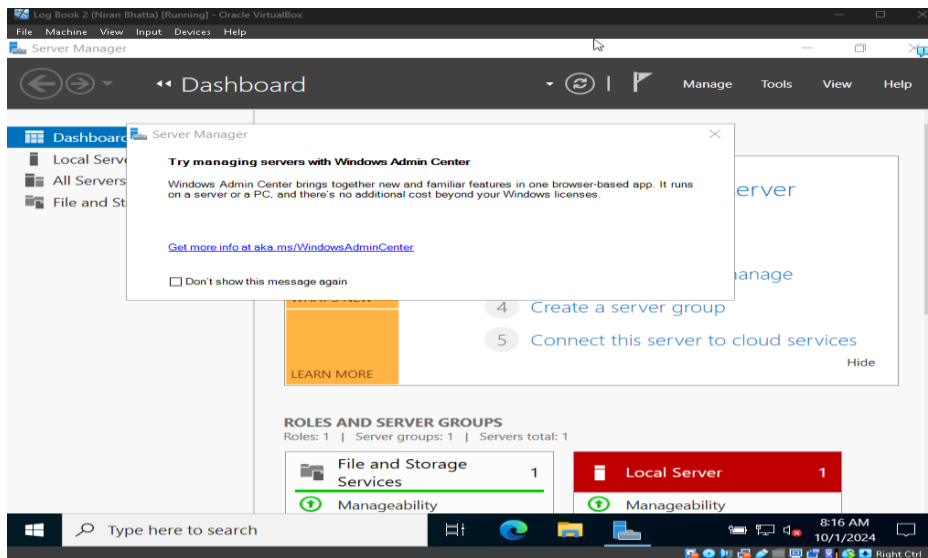 Log Book 2 (Niran Bhatta) [Running] - Oracle VirtualBox
File Machine View Input Devices Help
Server Manager
Dashboard
Manage Tools View Help
Dashboard
Local Serve
All Servers
File and St
Server Manager
Try managing servers with Windows Admin Center
Windows Admin Center brings together new and familiar features in one browser-based app. It runs
on a server or a PC, and there's no additional cost beyond your Windows licenses.
Get more info at aka.ms/WindowsAdminCenter
Don't show this message again
erver
anage
4 Create a server group
5 Connect this server to cloud services
Hide
LEARN MORE
ROLES AND SERVER GROUPS
Roles: 1 | Server groups: 1 | Servers total: 1
File and Storage
Services
1
Manageability
Local Server 1
Manageability
Type here to search
8:16 AM
10/1/2024
Right Ctrl